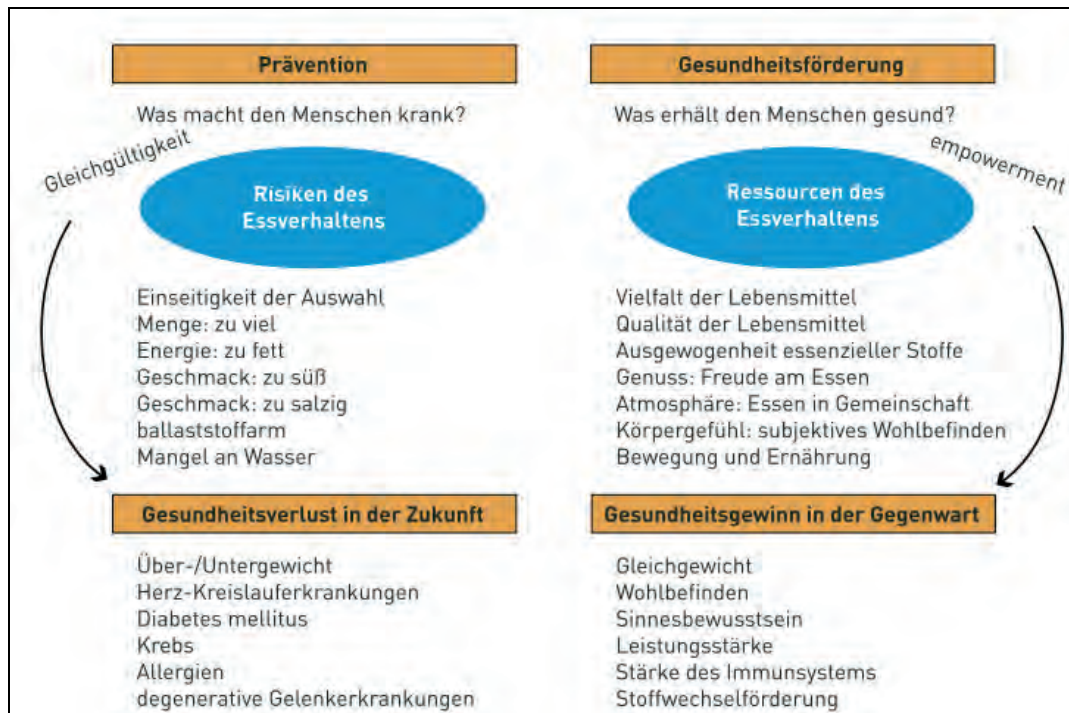 Prävention
Was macht den Menschen krank?
Gleichgültigkeit
Risiken des
Essverhaltens
Einseitigkeit der Auswahl
Menge: zu viel
Energie: zu fett
Geschmack: zu süß
Geschmack: zu salzig
ballaststoffarm
Mangel an Wasser
Gesundheitsverlust in der Zukunft
Über-/Untergewicht
Herz-Kreislauferkrankungen
Diabetes mellitus
Krebs
Allergien
degenerative Gelenkerkrankungen
Gesundheitsförderung
Was erhält den Menschen gesund?
empowerment
Ressourcen des
Essverhaltens
Vielfalt der Lebensmittel
Qualität der Lebensmittel
Ausgewogenheit essenzieller Stoffe
Genuss: Freude am Essen
Atmosphäre: Essen in Gemeinschaft
Körpergefühl: subjektives Wohlbefinden
Bewegung und Ernährung
Gesundheitsgewinn in der Gegenwart
Gleichgewicht
Wohlbefinden
Sinnesbewusstsein
Leistungsstärke
Stärke des Immunsystems
Stoffwechselförderung